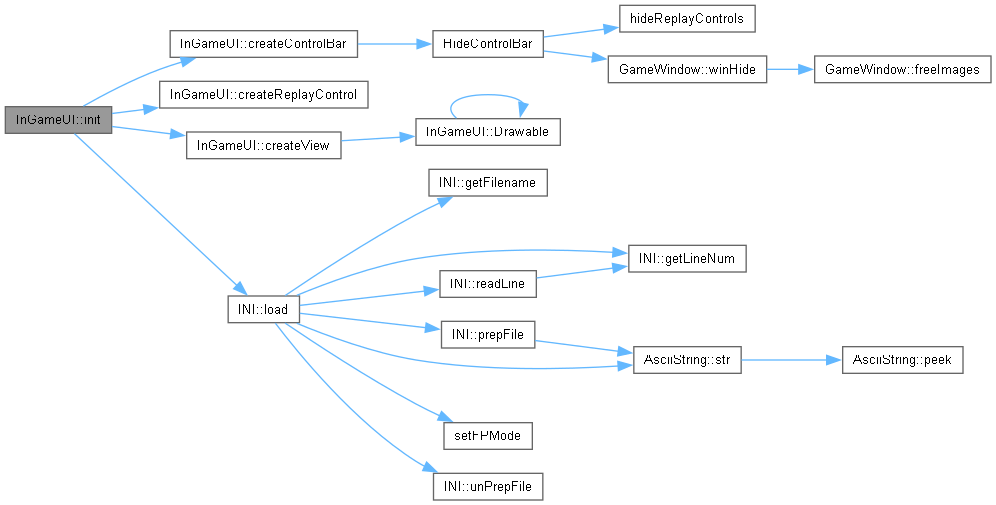 InGameUI::init
InGameUI::createControlBar
HideControlBar
hideReplayControls
GameWindow::winHide
GameWindow::freeImages
InGameUI::createReplayControl
InGameUI::createView
InGameUI::Drawable
INI::load
INI::getFilename
INI::getLineNum
INI::readLine
INI::prepFile
AsciiString::str
AsciiString::peek
setFPMode
INI::unPrepFile